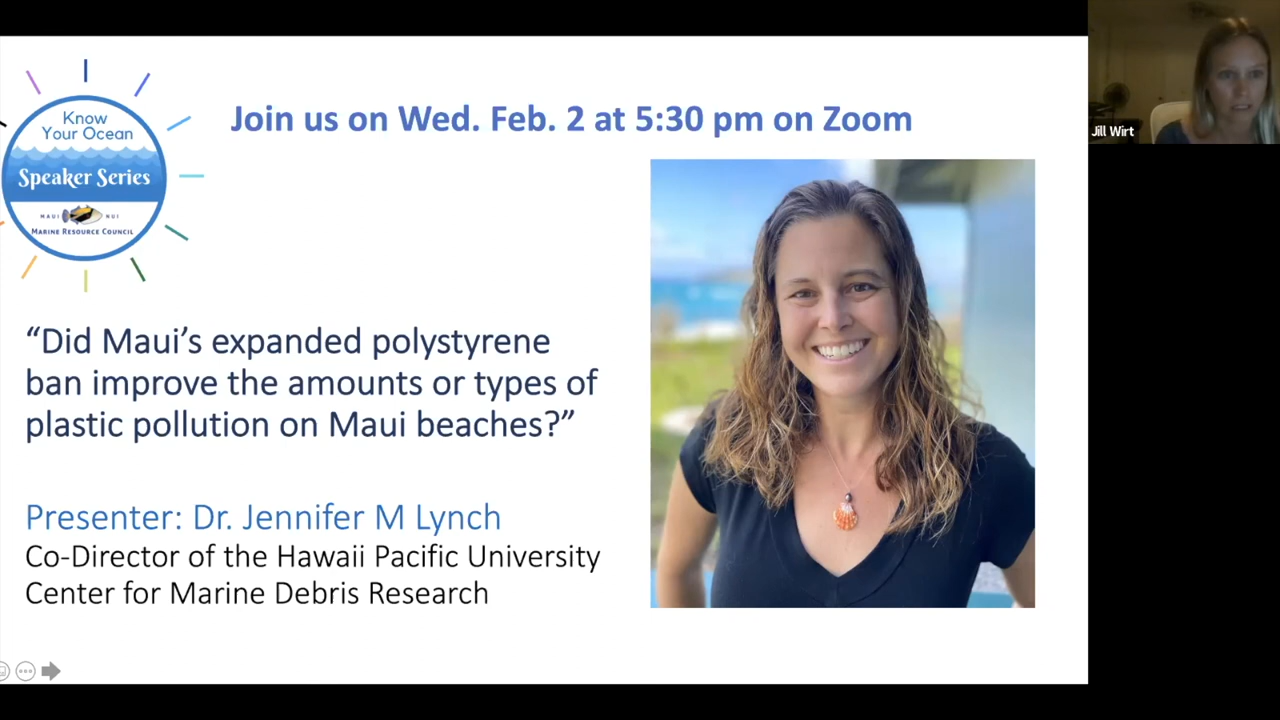 Know
Your Ocean
Speaker Series
MAUI NUI
MARINE RESOURCE COUNCIL
Join us on Wed. Feb. 2 at 5:30 pm on Zoom
Jill Wirt
“Did Maui’s expanded polystyrene
ban improve the amounts or types of
plastic pollution on Maui beaches?”
Presenter: Dr. Jennifer M Lynch
Co-Director of the Hawaii Pacific University
Center for Marine Debris Research